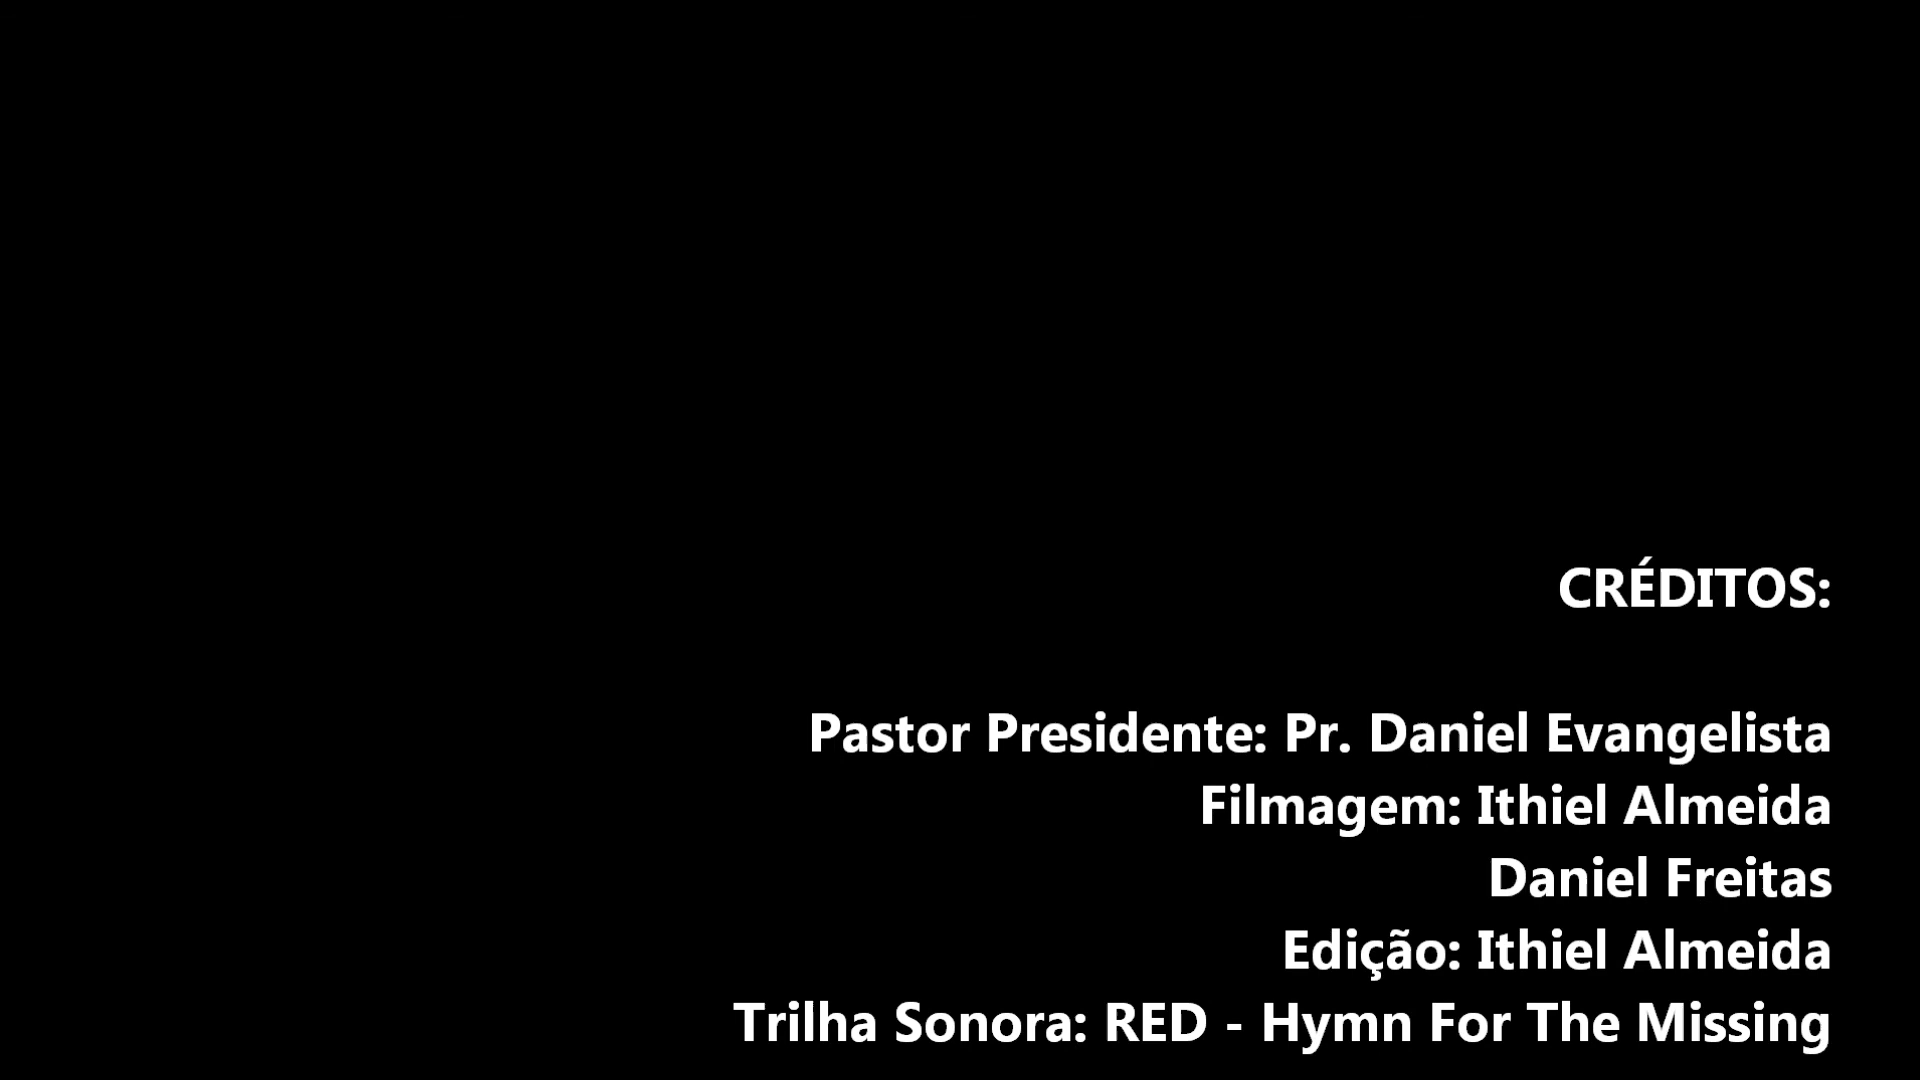 CRÉDITOS:
Pastor Presidente: Pr. Daniel Evangelista
Filmagem: Ithiel Almeida
Daniel Freitas
Edição: Ithiel Almeida
Trilha Sonora: RED - Hymn For The Missing